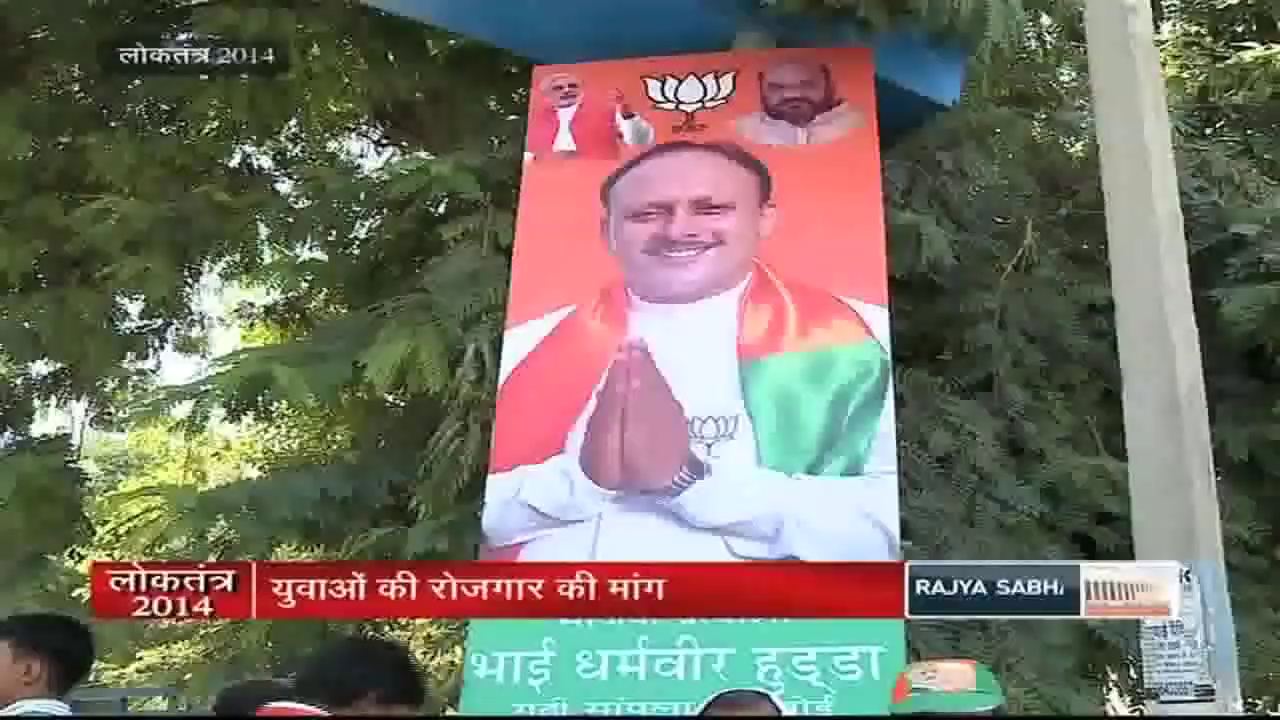 लोकतंत्र 2014
लोकतंत्र
2014
युवाओं की रोजगार की मांग
RAJYA SABHA
भाई धर्मवीर हुड्डा